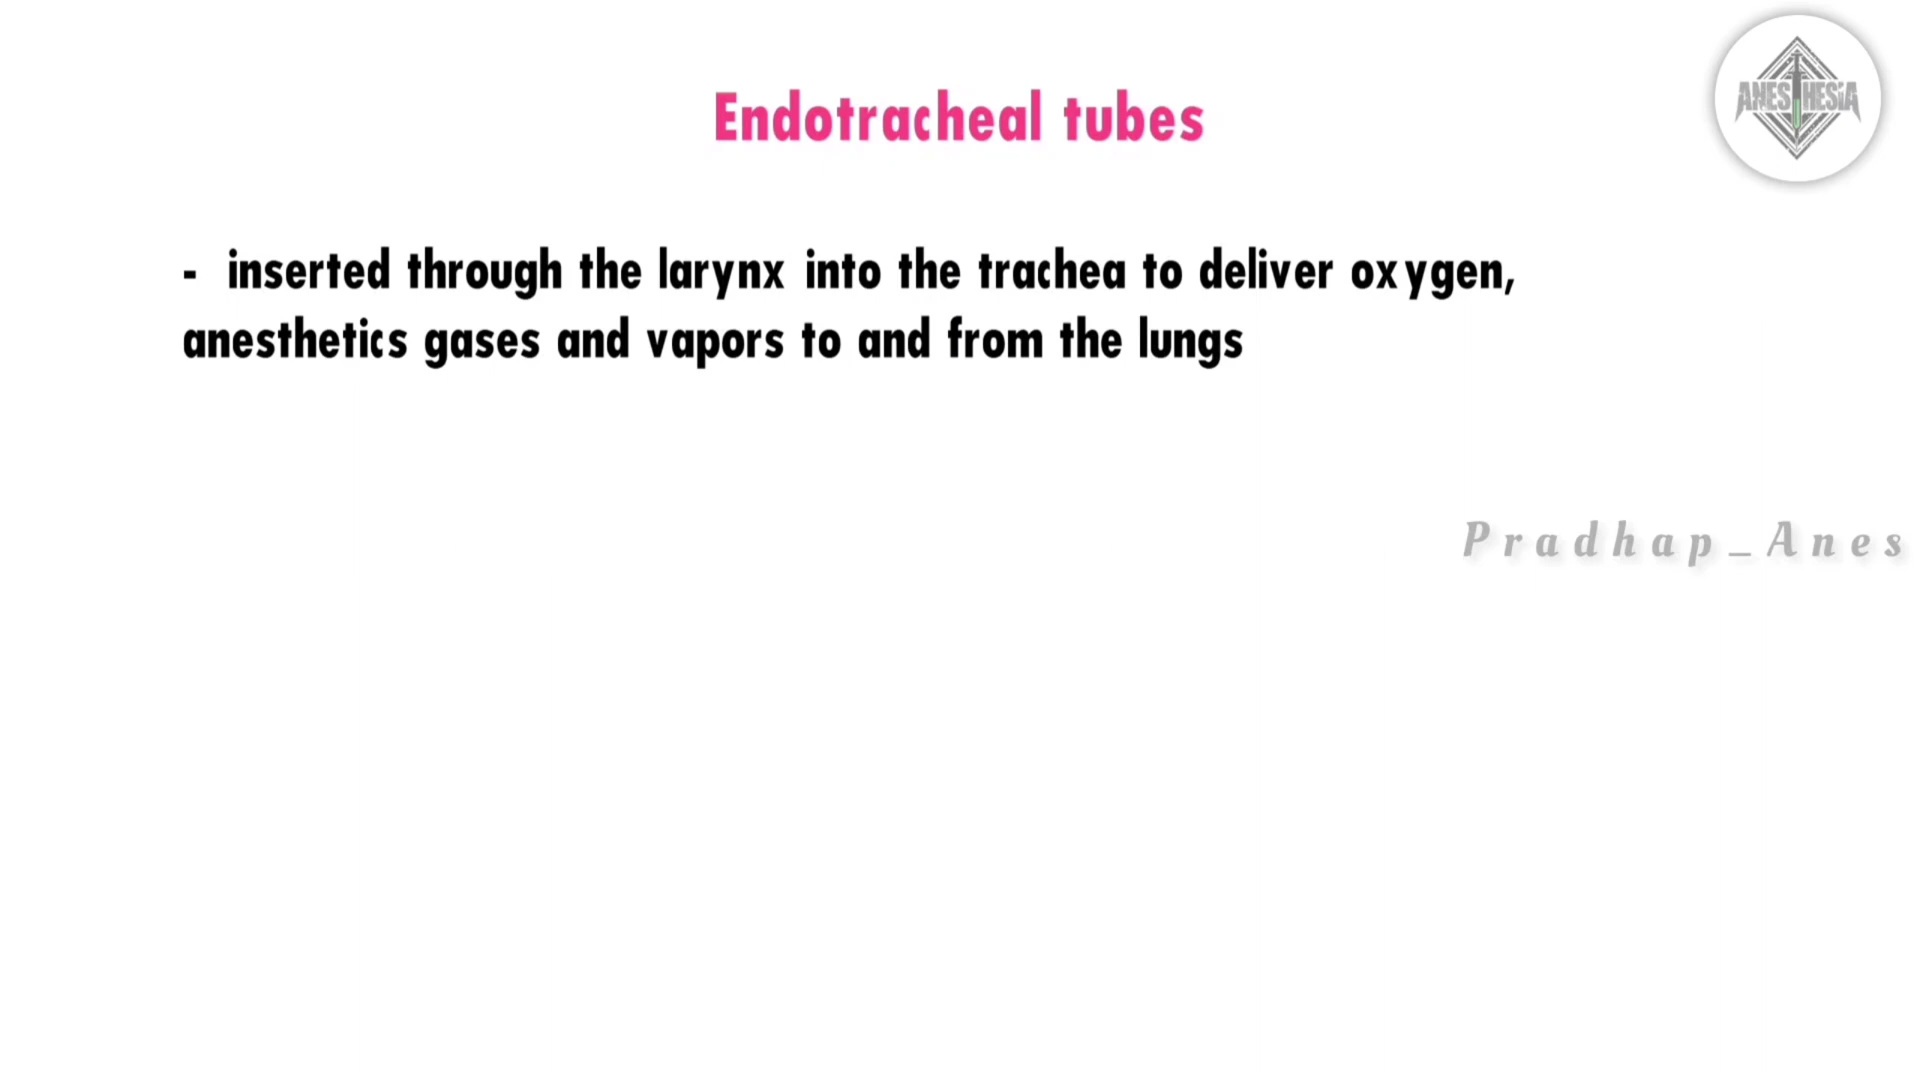 ANESTHESIA
Endotracheal tubes
- inserted through the larynx into the trachea to deliver oxygen,
anesthetics gases and vapors to and from the lungs
Pradhap_Anes